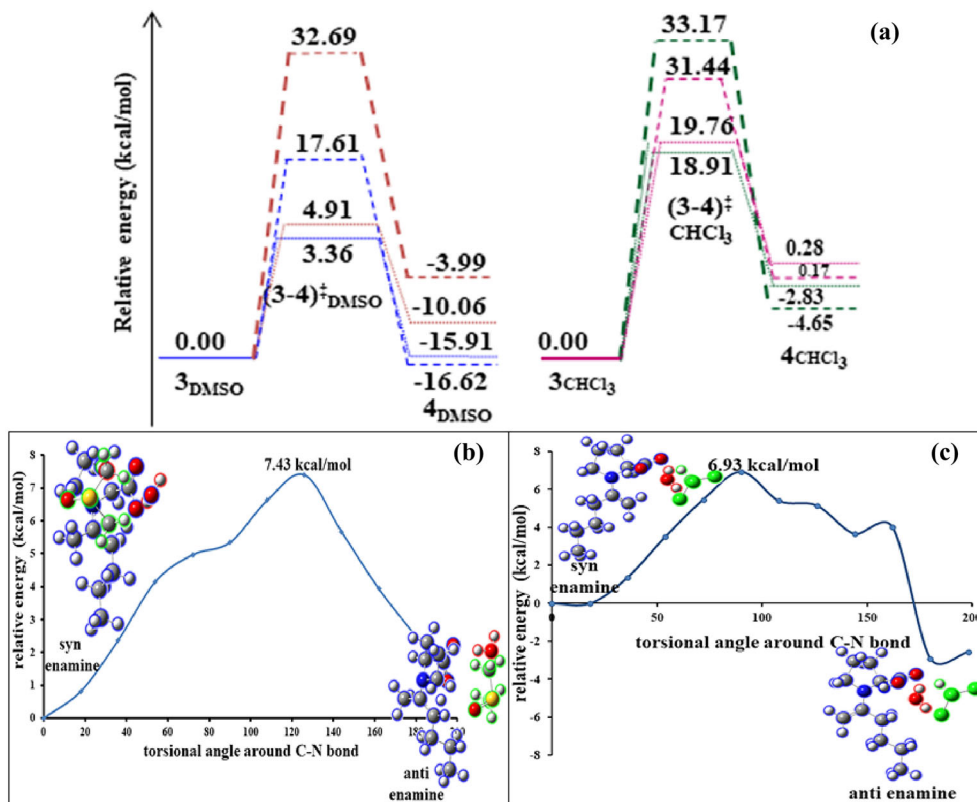 (a)
Relative energy (kcal/mol)
32.69
17.61
4.91
3.36
(3-4)‡DMSO
0.00
3DMSO
-3.99
-10.06
-15.91
-16.62
4DMSO
33.17
31.44
19.76
18.91
(3-4)‡
CHCl3
0.00
3CHCl3
0.28
0.17
-2.83
-4.65
4CHCl3
(b)
relative energy (kcal/mol)
8
7
6
5
4
3
2
1
0
7.43 kcal/mol
syn
enamine
anti
enamine
0 20 40 60 80 100 120 140 160 180
torsional angle around C-N bond
(c)
relative energy (kcal/mol)
8
6
4
2
0
-2
-4
-6
-8
6.93 kcal/mol
syn
enamine
0 50 100 150 200
torsional angle around C-N bond
anti enamine